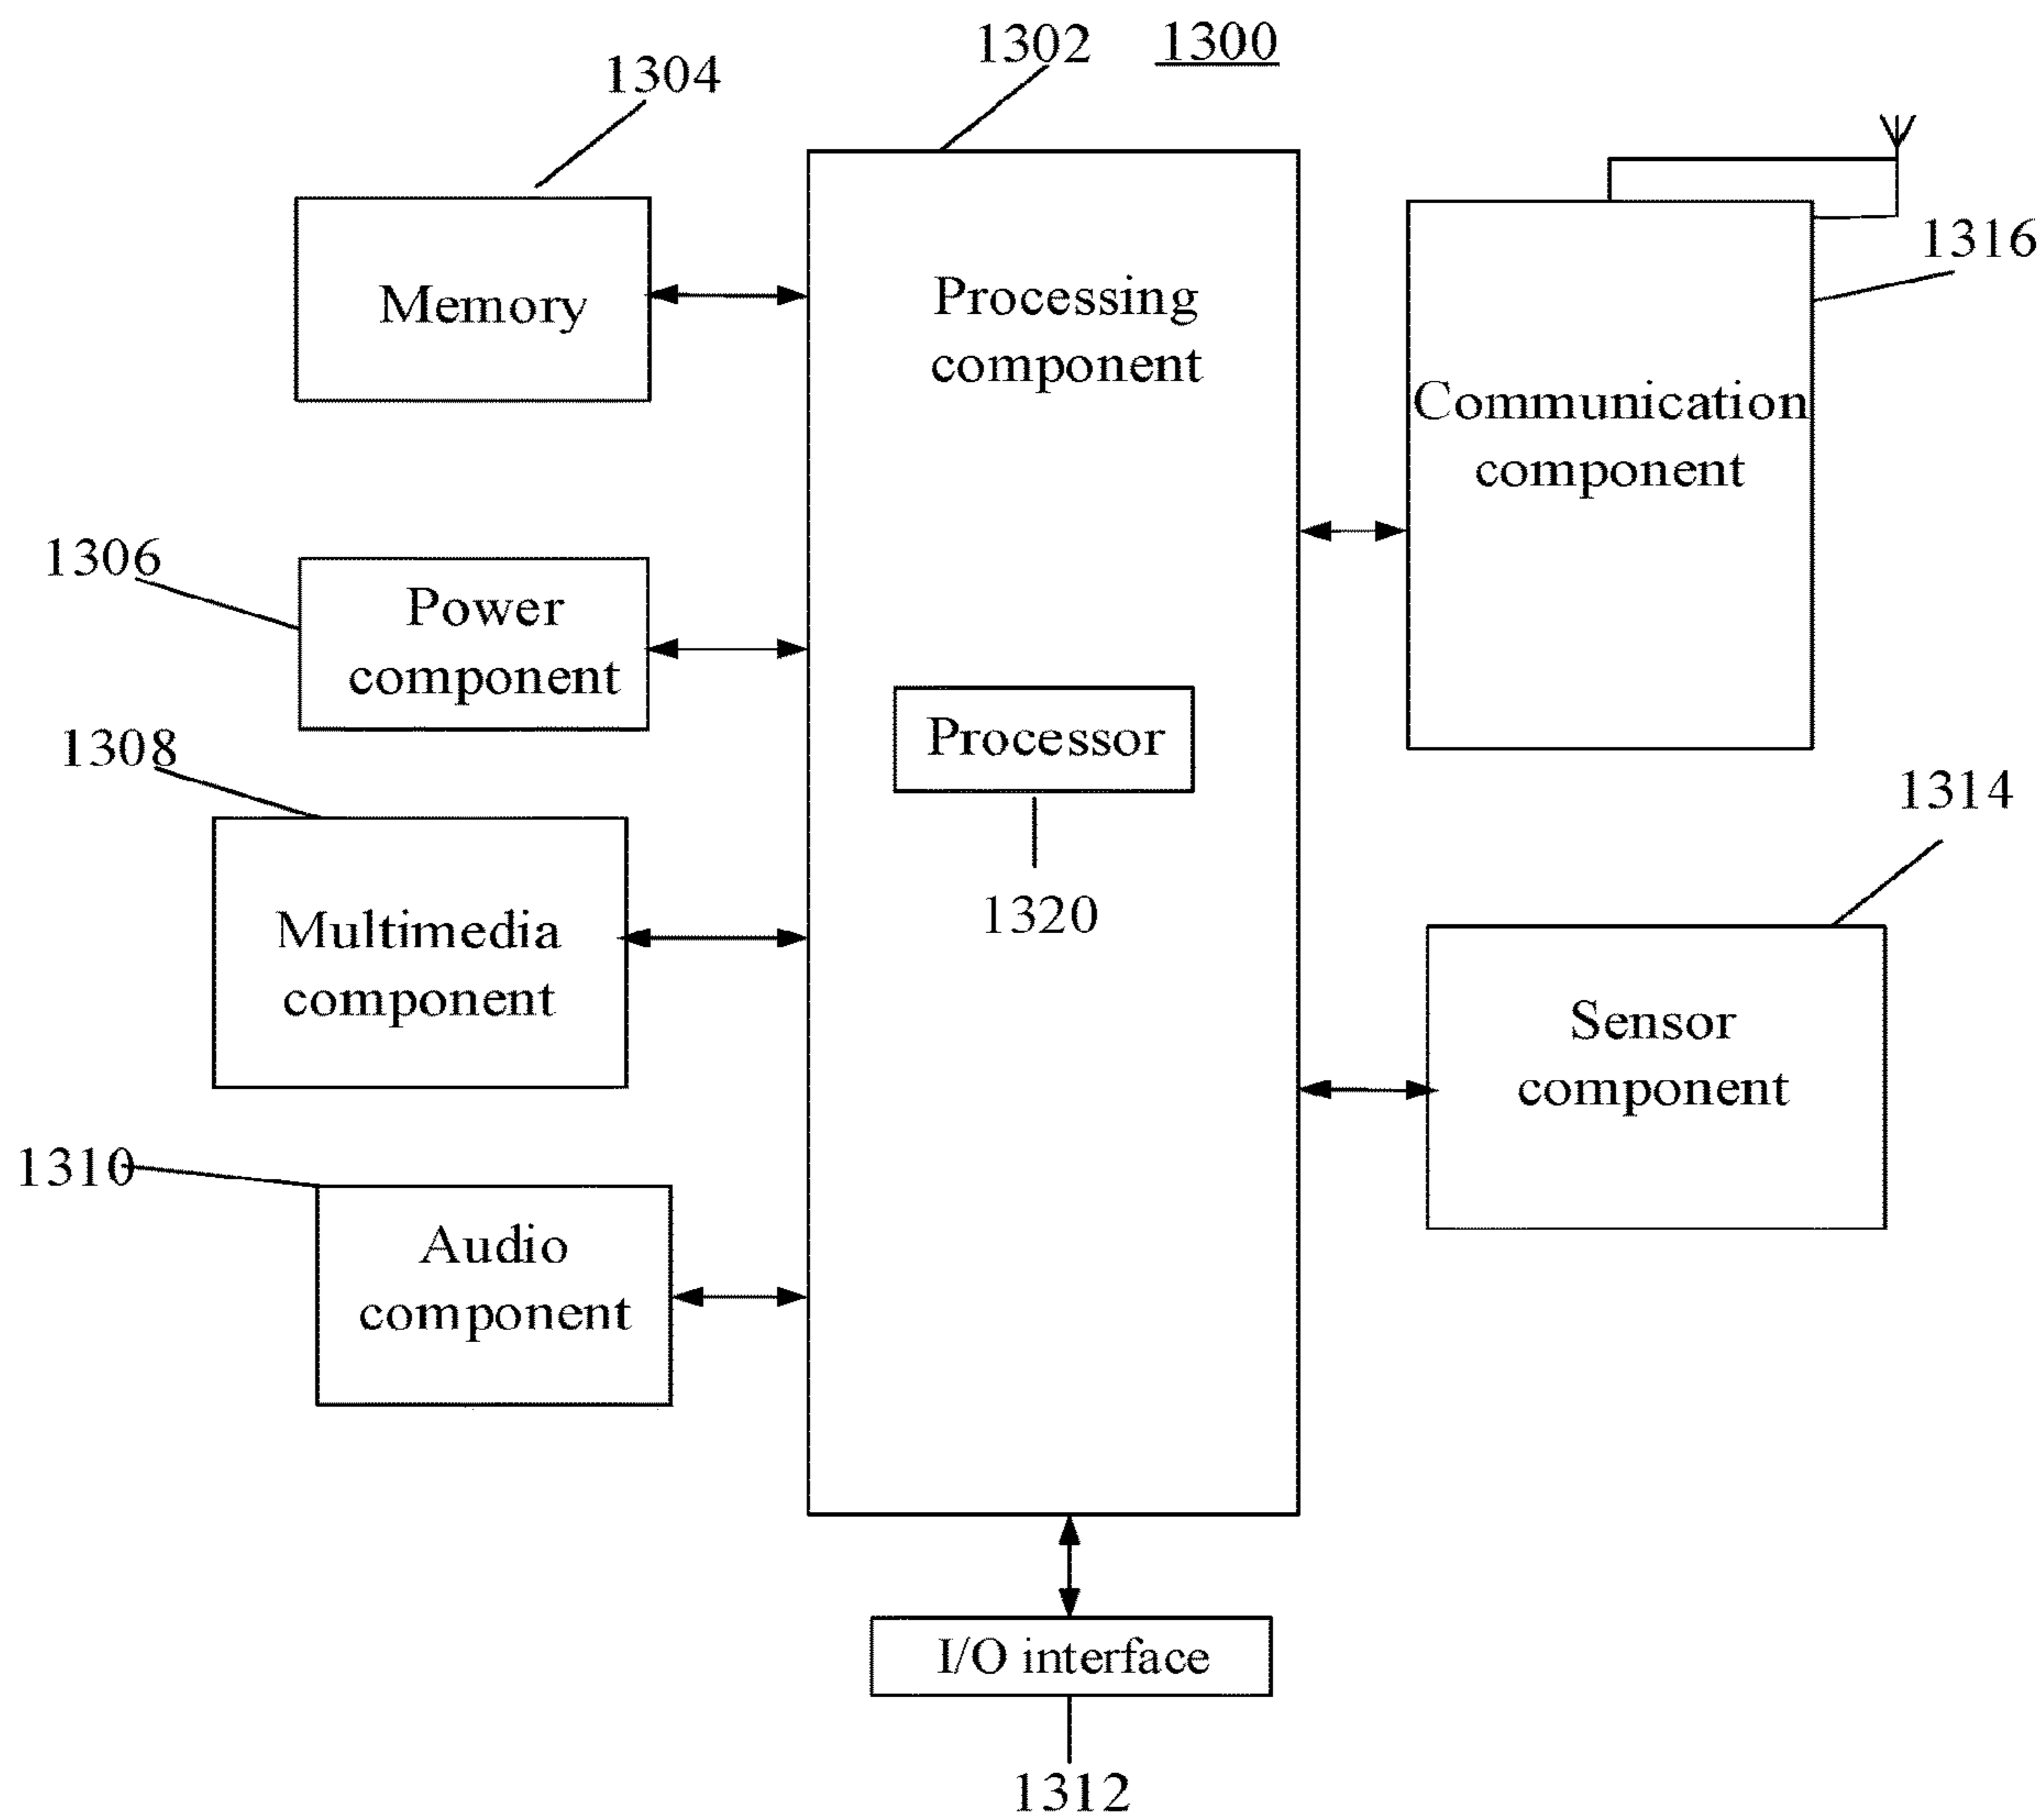 1302
1300
1304
1316
Memory
Processing
component
Communication
component
1306
Power
component
Processor
1308
1314
1320
Multimedia
component
Sensor
component
1310
Audio
component
I/O interface
1312